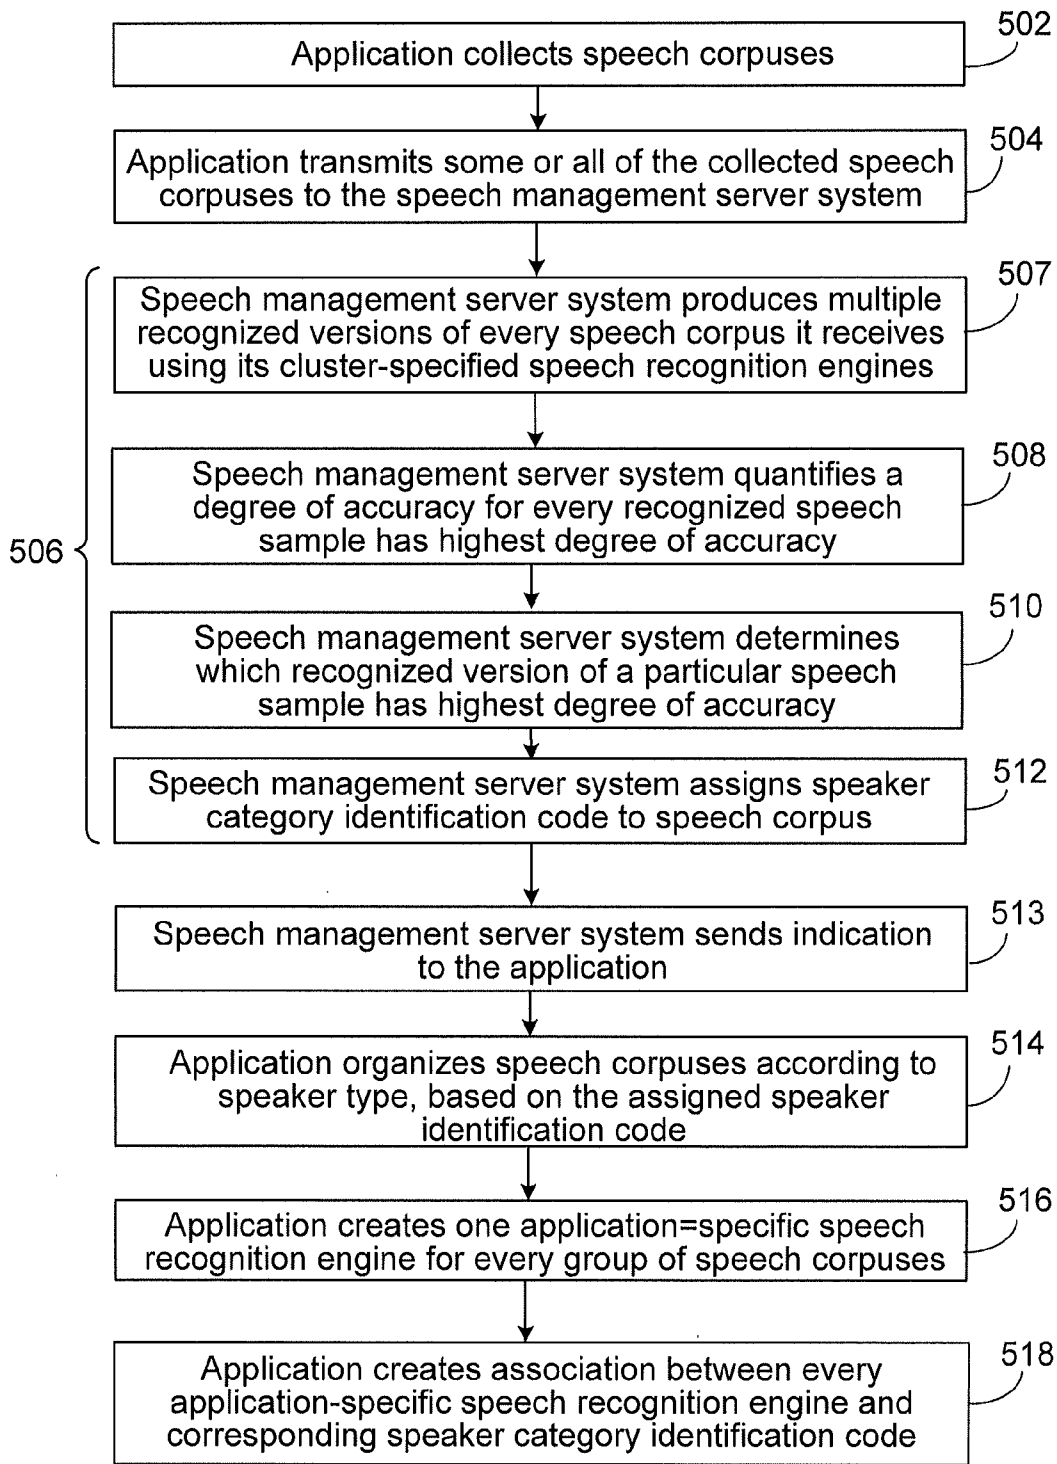 502
Application collects speech corpuses
504
Application transmits some or all of the collected speech
corpuses to the speech management server system
507
Speech management server system produces multiple
recognized versions of every speech corpus it receives
using its cluster-specified speech recognition engines
508
Speech management server system quantifies a
degree of accuracy for every recognized speech
sample has highest degree of accuracy
506
510
Speech management server system determines
which recognized version of a particular speech
sample has highest degree of accuracy
512
Speech management server system assigns speaker
category identification code to speech corpus
513
Speech management server system sends indication
to the application
514
Application organizes speech corpuses according to
speaker type, based on the assigned speaker
identification code
516
Application creates one application=specific speech
recognition engine for every group of speech corpuses
518
Application creates association between every
application-specific speech recognition engine and
corresponding speaker category identification code